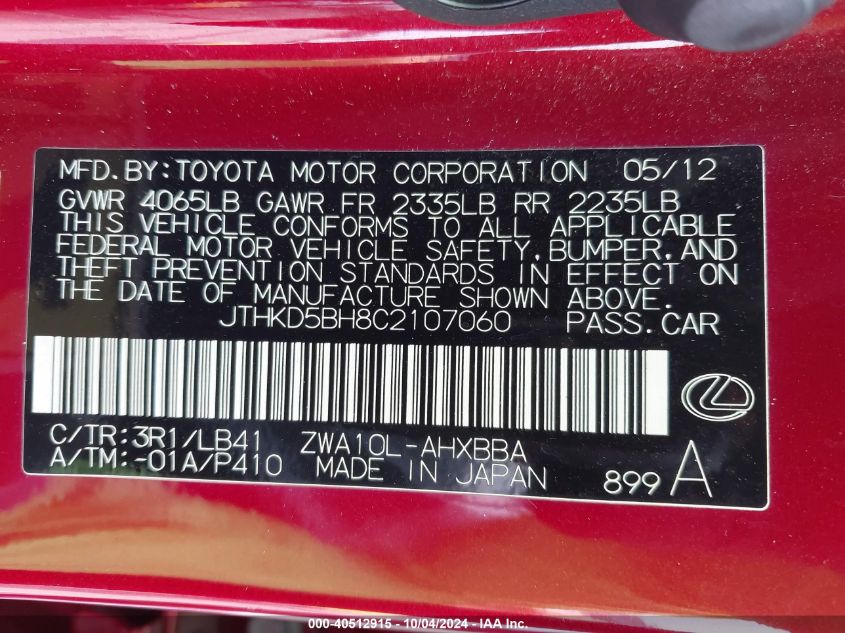 MFD.BY:TOYOTA MOTOR CORPORATION 05/12
GVWR 4065LB GAWR FR 2335LB RR 2235LB
THIS VEHICLE CONFORMS TO ALL APPLICABLE
FEDERAL MOTOR VEHICLE SAFETY,BUMPER,AND
THEFT PREVENTION STANDARDS IN EFFECT ON
THE DATE OF MANUFACTURE SHOWN ABOVE.
JTHKD5BH8C2107060 PASS.CAR
C/TR:3R1/LB41 ZWA10L-AHXBBA
A/TM:-01A/P410 MADE IN JAPAN 899A
000-40512915 - 10/04/2024 - IAA Inc.